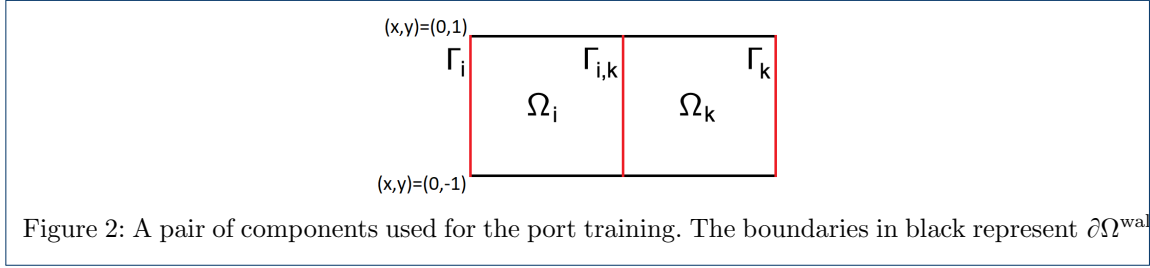 (x,y)=(0,1)
Γi Γi,k Γk
Ωi Ωk
(x,y)=(0,-1)
Figure 2: A pair of components used for the port training. The boundaries in black represent ∂Ω^wal